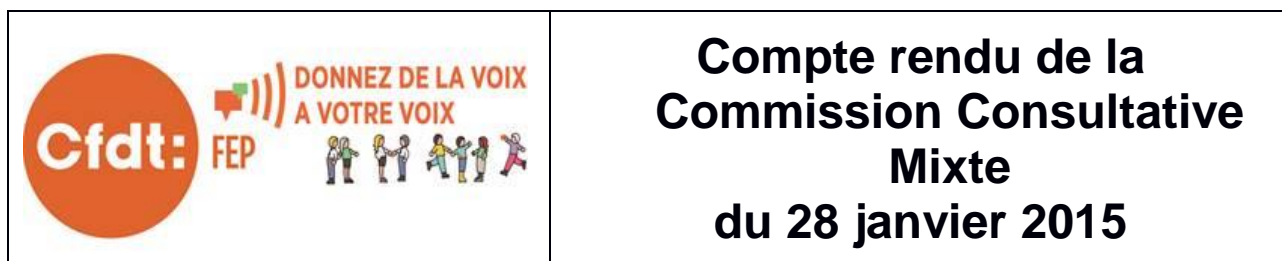 Cfdt:
FEP
DONNEZ DE LA VOIX
A VOTRE VOIX
Compte rendu de la
Commission Consultative
Mixte
du 28 janvier 2015